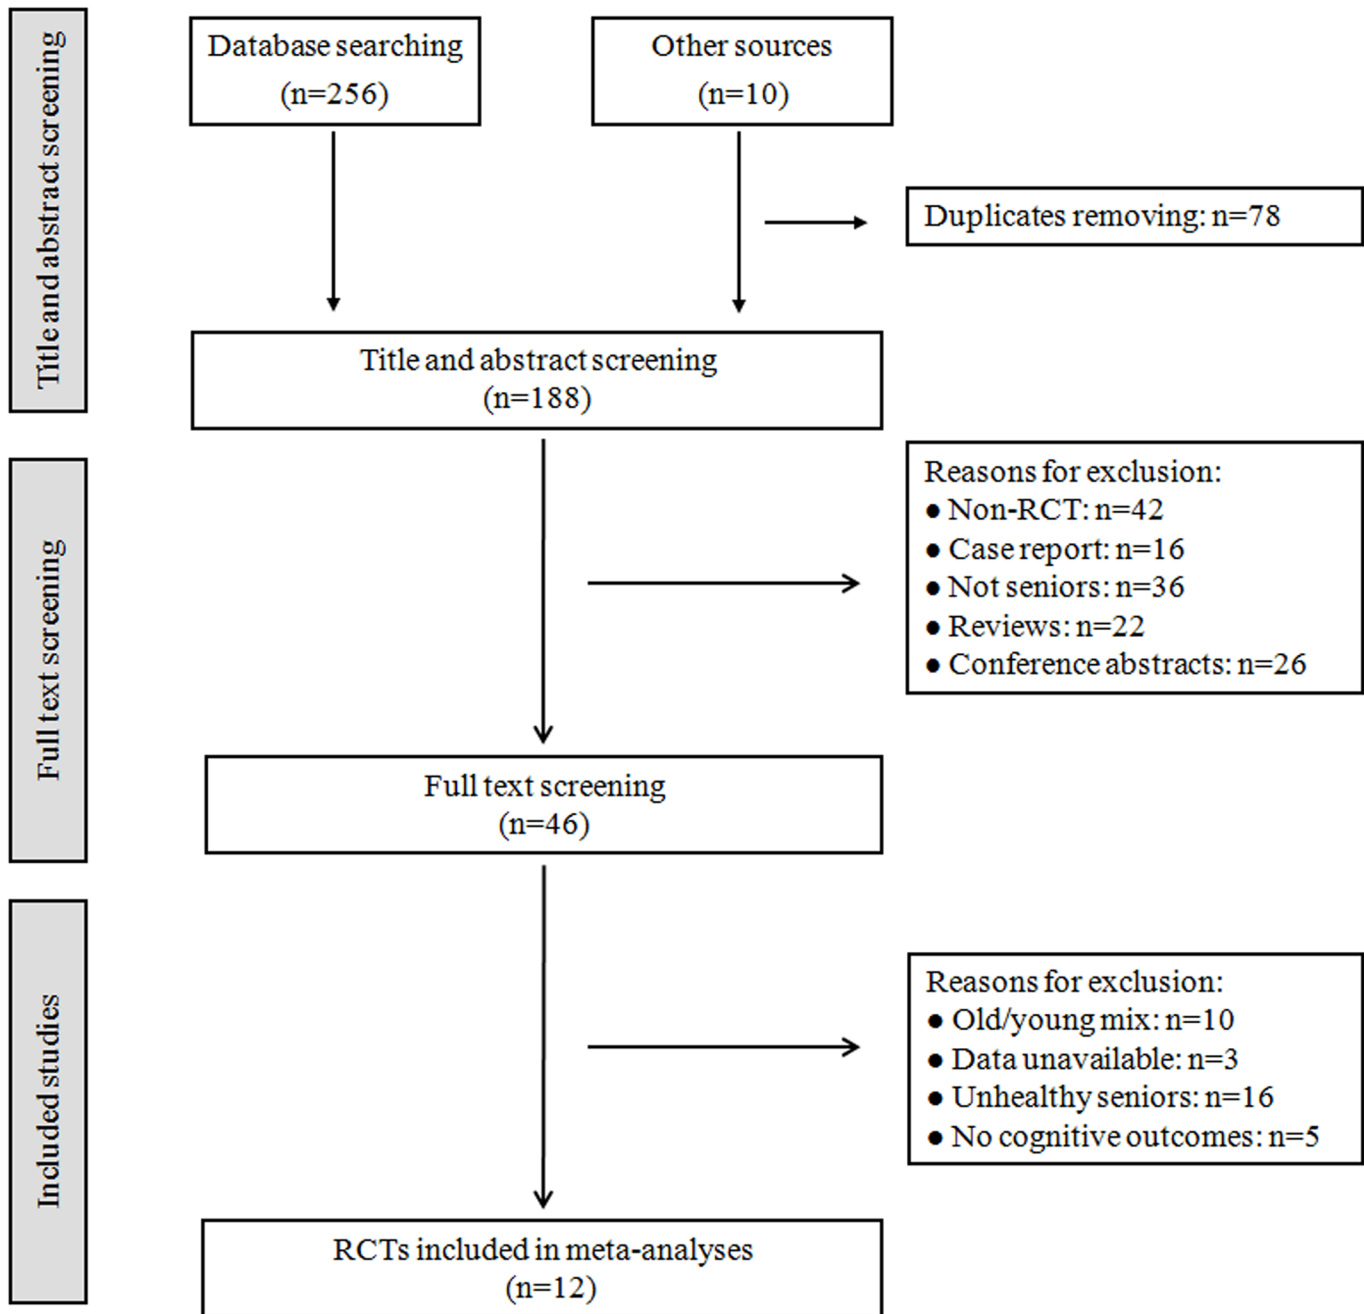 Title and abstract screening
Database searching
(n=256)
Other sources
(n=10)
Duplicates removing: n=78
Title and abstract screening
(n=188)
Full text screening
Reasons for exclusion:
● Non-RCT: n=42
● Case report: n=16
● Not seniors: n=36
● Reviews: n=22
● Conference abstracts: n=26
Full text screening
(n=46)
Included studies
Reasons for exclusion:
● Old/young mix: n=10
● Data unavailable: n=3
● Unhealthy seniors: n=16
● No cognitive outcomes: n=5
RCTs included in meta-analyses
(n=12)